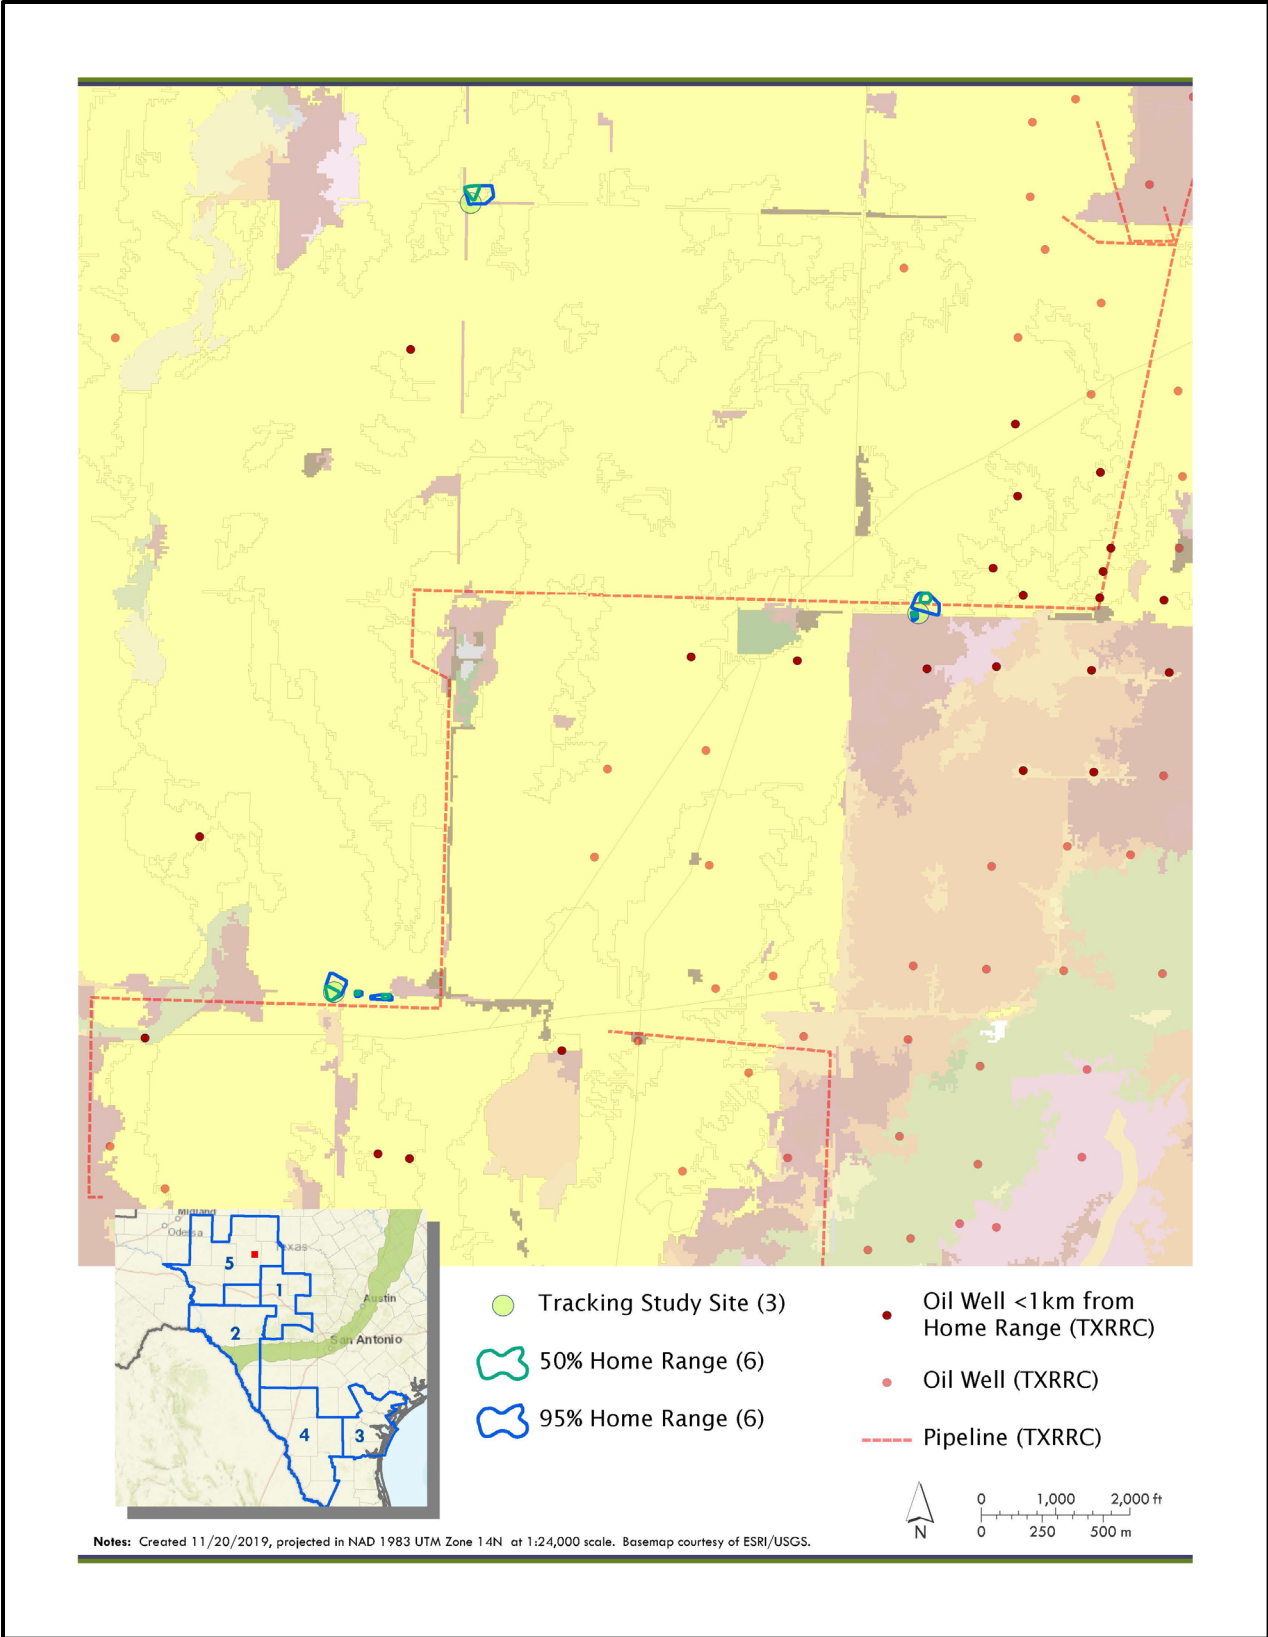 Midland
Odessa
Texas
5
1
Austin
2
San Antonio
4
3
Tracking Study Site (3)
50% Home Range (6)
95% Home Range (6)
Oil Well <1km from
Home Range (TXRRC)
Oil Well (TXRRC)
Pipeline (TXRRC)
N
0 1,000 2,000 ft
0 250 500 m
Notes: Created 11/20/2019, projected in NAD 1983 UTM Zone 14N at 1:24,000 scale. Basemap courtesy of ESRI/USGS.